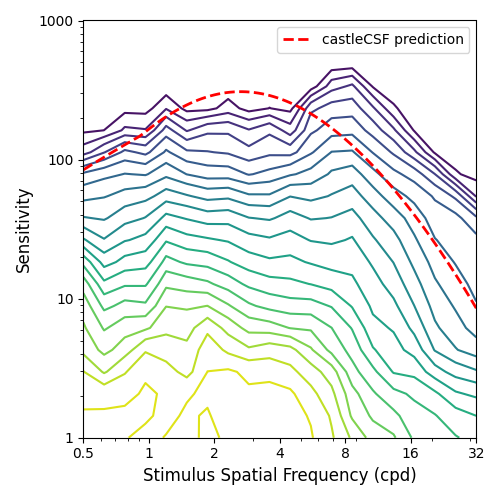 1000
castleCSF prediction
100
Sensitivity
10
1
0.5 1 2 4 8 16 32
Stimulus Spatial Frequency (cpd)